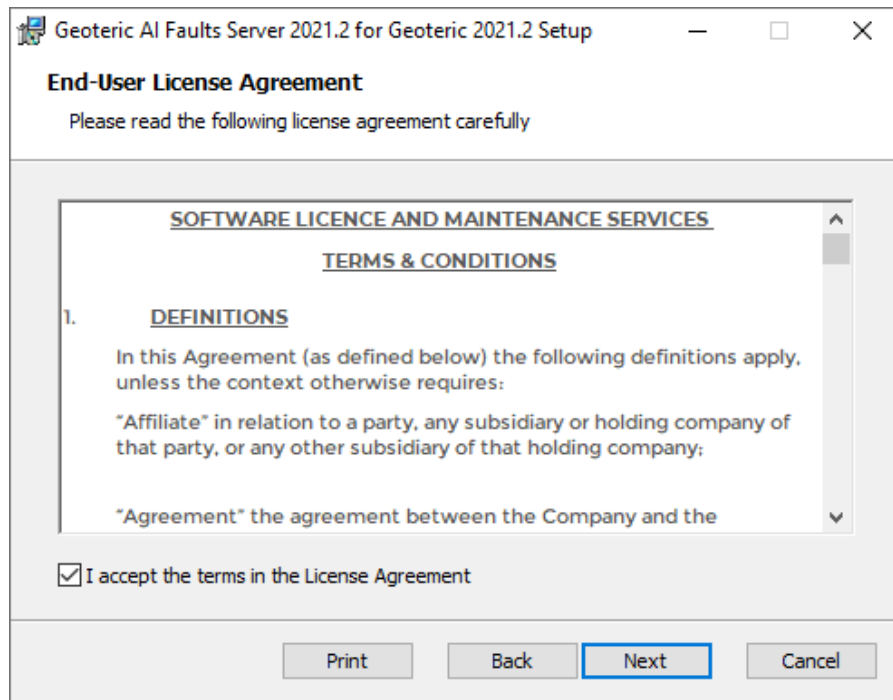 Geoteric AI Faults Server 2021.2 for Geoteric 2021.2 Setup
End-User License Agreement
Please read the following license agreement carefully
SOFTWARE LICENCE AND MAINTENANCE SERVICES
TERMS & CONDITIONS
1. DEFINITIONS
In this Agreement (as defined below) the following definitions apply,
unless the context otherwise requires:
“Affiliate” in relation to a party, any subsidiary or holding company of
that party, or any other subsidiary of that holding company;
“Agreement” the agreement between the Company and the
I accept the terms in the License Agreement
Print Back Next Cancel